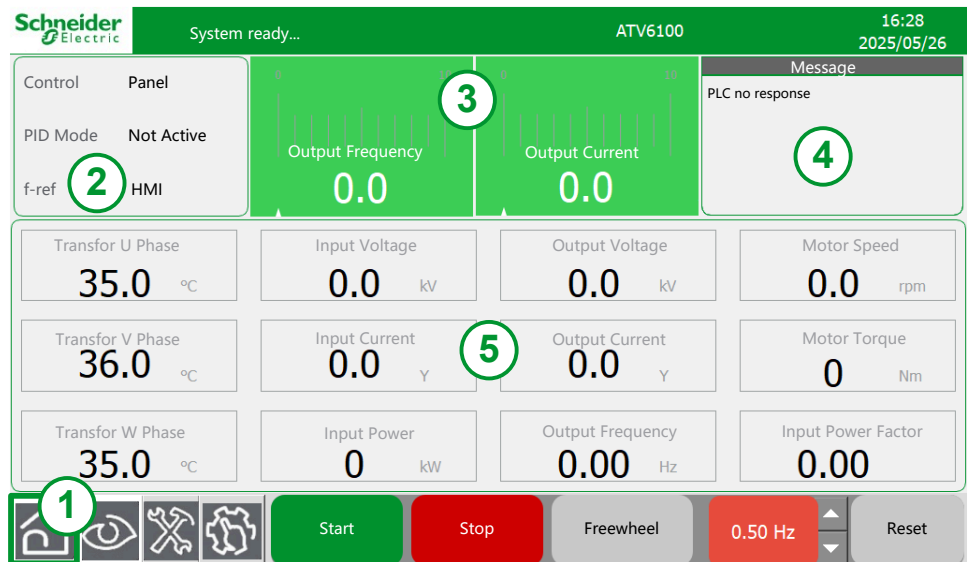 Schneider Electric
System ready...
ATV6100
16:28
2025/05/26
Control Panel
PID Mode Not Active
f-ref HMI
2
0
0
10
3
Output Frequency
0.0
Output Current
0.0
Message
PLC no response
4
Transfor U Phase
35.0 °C
Input Voltage
0.0 kV
Output Voltage
0.0 kV
Motor Speed
0.0 rpm
Transfor V Phase
36.0 °C
Input Current
0.0 Y
5
Output Current
0.0 Y
Motor Torque
0 Nm
Transfor W Phase
35.0 °C
Input Power
0 kW
Output Frequency
0.00 Hz
Input Power Factor
0.00
1
Start
Stop
Freewheel
0.50 Hz
Reset